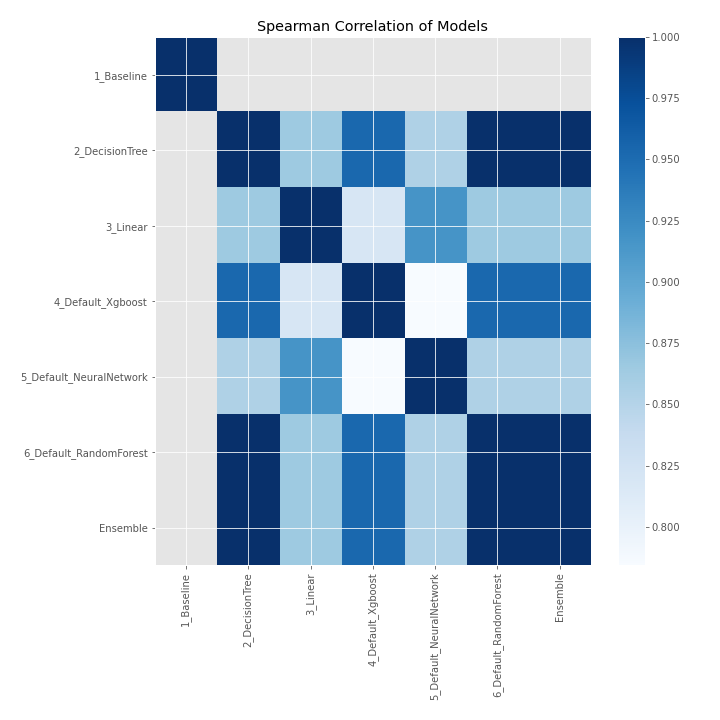 Spearman Correlation of Models
1_Baseline
2_DecisionTree
3_Linear
4_Default_Xgboost
5_Default_NeuralNetwork
6_Default_RandomForest
Ensemble
1_Baseline
2_DecisionTree
3_Linear
4_Default_Xgboost
5_Default_NeuralNetwork
6_Default_RandomForest
Ensemble
1.000
0.975
0.950
0.925
0.900
0.875
0.850
0.825
0.800